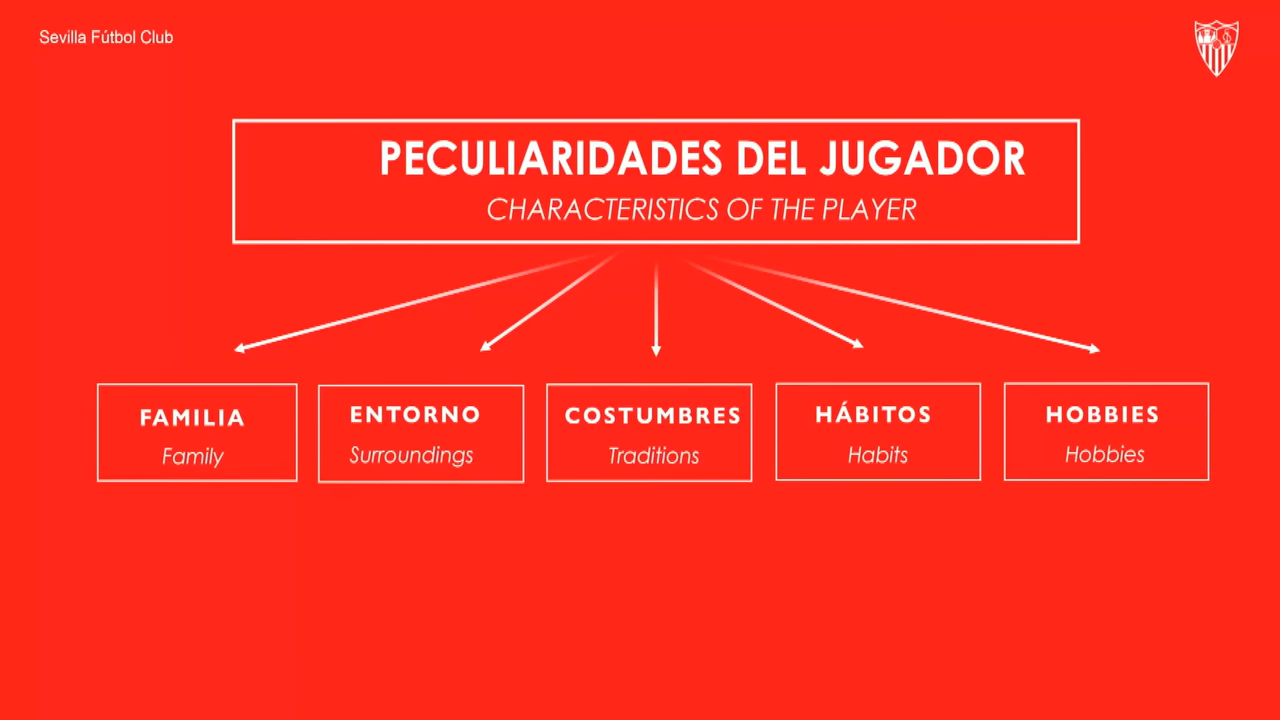 Sevilla Fútbol Club
PECULIARIDADES DEL JUGADOR
CHARACTERISTICS OF THE PLAYER
FAMILIA
Family
ENTORNO
Surroundings
COSTUMBRES
Traditions
HÁBITOS
Habits
HOBBIES
Hobbies